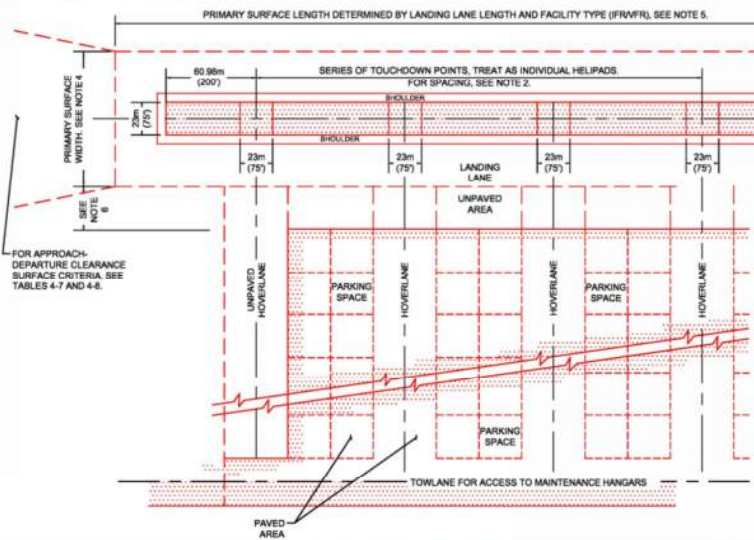 PRIMARY SURFACE LENGTH DETERMINED BY LANDING LANE LENGTH AND FACILITY TYPE (IFR/VFR), SEE NOTE 5.
60.98m
(200')
SERIES OF TOUCHDOWN POINTS, TREAT AS INDIVIDUAL HELIPADS.
FOR SPACING, SEE NOTE 2.
PRIMARY SURFACE
WIDTH. SEE NOTE 4
23m
(75')
SHOULDER
SHOULDER
23m
(75')
23m
(75')
23m
(75')
23m
(75')
LANDING
LANE
UNPAVED
AREA
SEE
NOTE
6
FOR APPROACH-
DEPARTURE CLEARANCE
SURFACE CRITERIA. SEE
TABLES 4-7 AND 4-8.
UNPAVED
HOVERLANE
PARKING
SPACE
HOVERLANE
HOVERLANE
PARKING
SPACE
HOVERLANE
PARKING
SPACE
TOWLANE FOR ACCESS TO MAINTENANCE HANGARS
PAVED
AREA